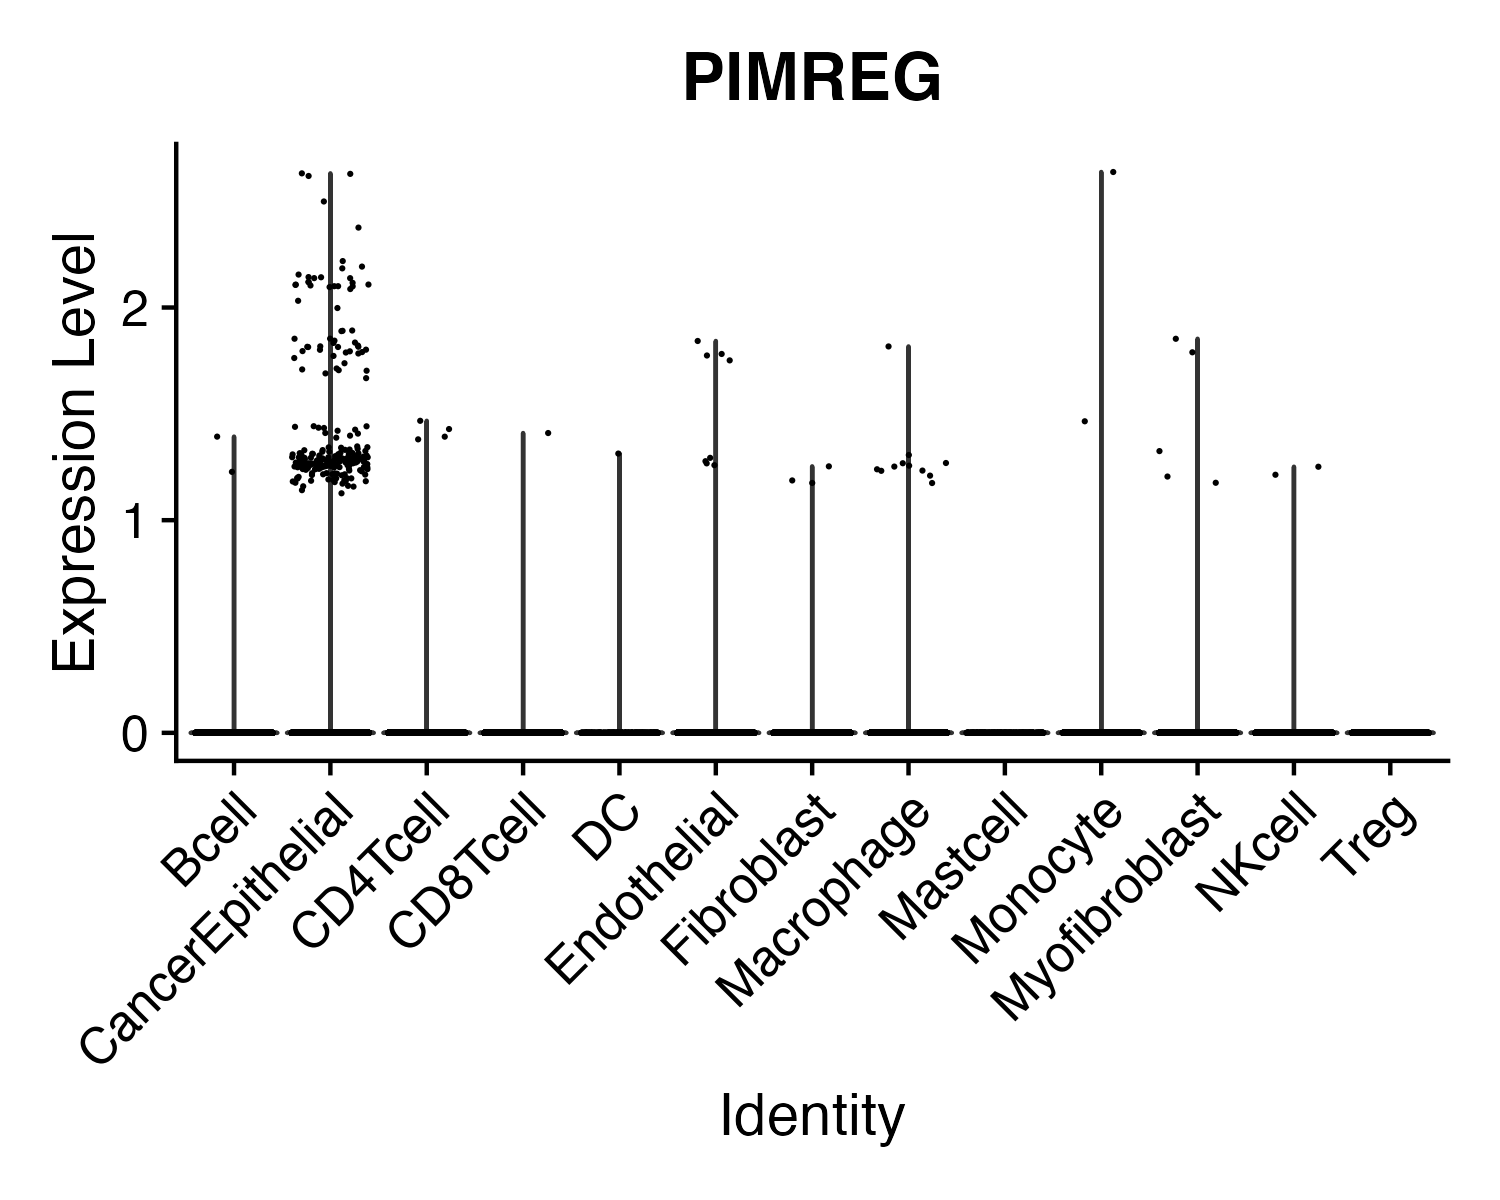 PIMREG
Expression Level
2
1
0
Bcell
CancerEpithelial
CD4Tcell
CD8Tcell
DC
Endothelial
Fibroblast
Macrophage
Mastcell
Monocyte
Myofibroblast
NKcell
Treg
Identity